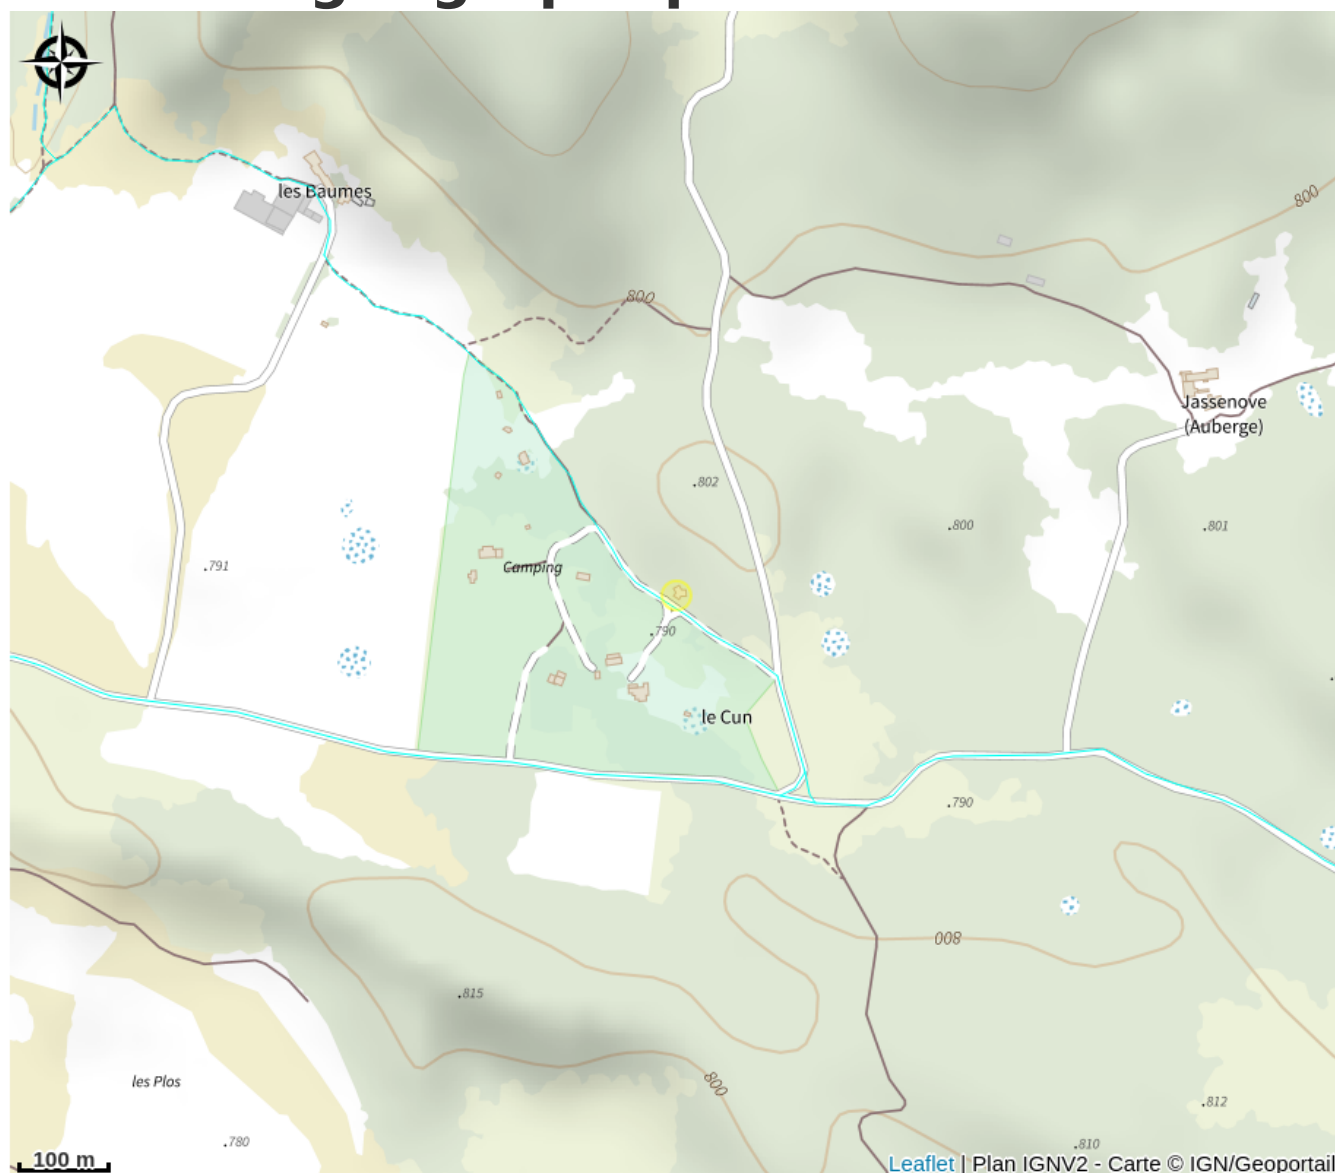 les Baumes
800
800
Jassenove
(Auberge)
.802
.800
.801
.791
Camping
.790
le Cun
.790
800
.815
800
les Plos
.812
.780
.810
100 m
Leaflet | Plan IGNV2 - Carte © IGN/Geoportail